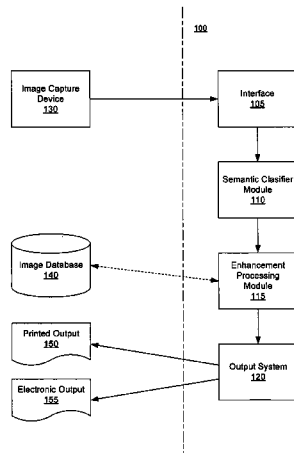 100
Image Capture
Device
130
Interface
105
Semantic Clasifier
Module
110
Image Database
140
Enhancement
Processing
Module
115
Printed Output
150
Output System
120
Electronic Output
155